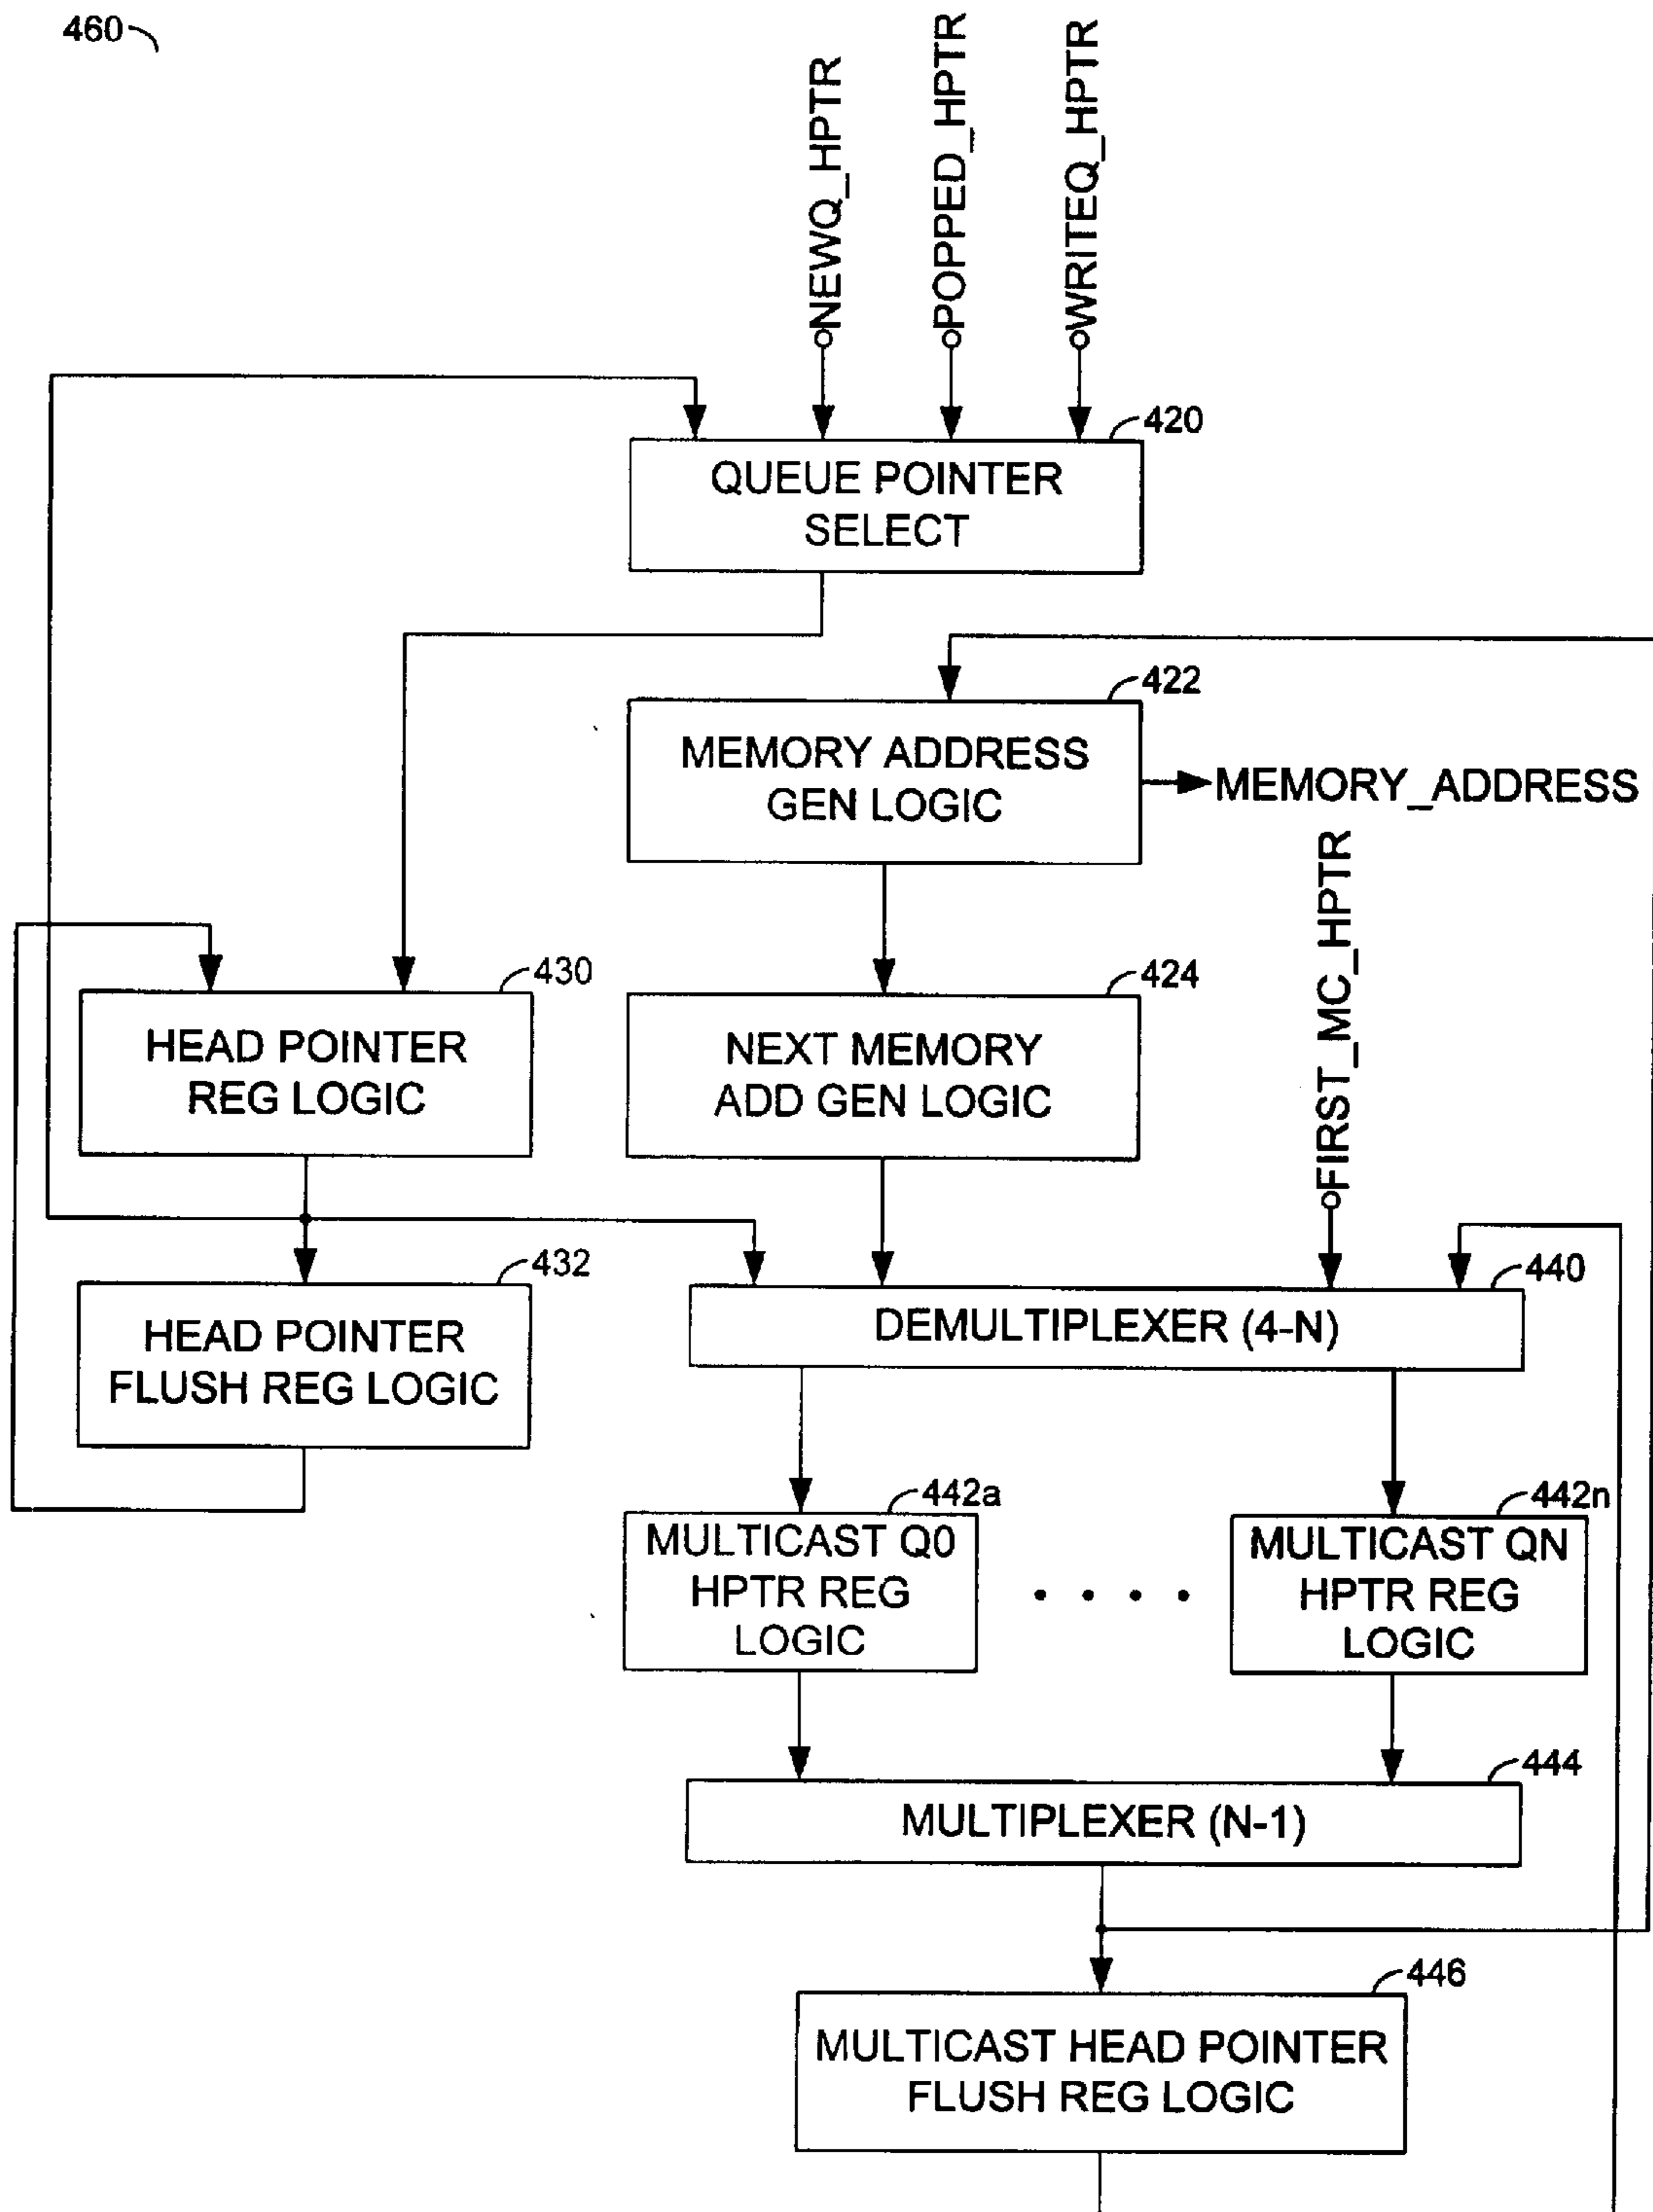 460
NEWQ_HPTR
POPPED_HPTR
WRITEQ_HPTR
420
QUEUE POINTER
SELECT
422
MEMORY ADDRESS
GEN LOGIC
MEMORY_ADDRESS
FIRST_MC_HPTR
430
HEAD POINTER
REG LOGIC
424
NEXT MEMORY
ADD GEN LOGIC
432
HEAD POINTER
FLUSH REG LOGIC
440
DEMULTIPLEXER (4-N)
442a
MULTICAST Q0
HPTR REG
LOGIC
442n
MULTICAST QN
HPTR REG
LOGIC
444
MULTIPLEXER (N-1)
446
MULTICAST HEAD POINTER
FLUSH REG LOGIC